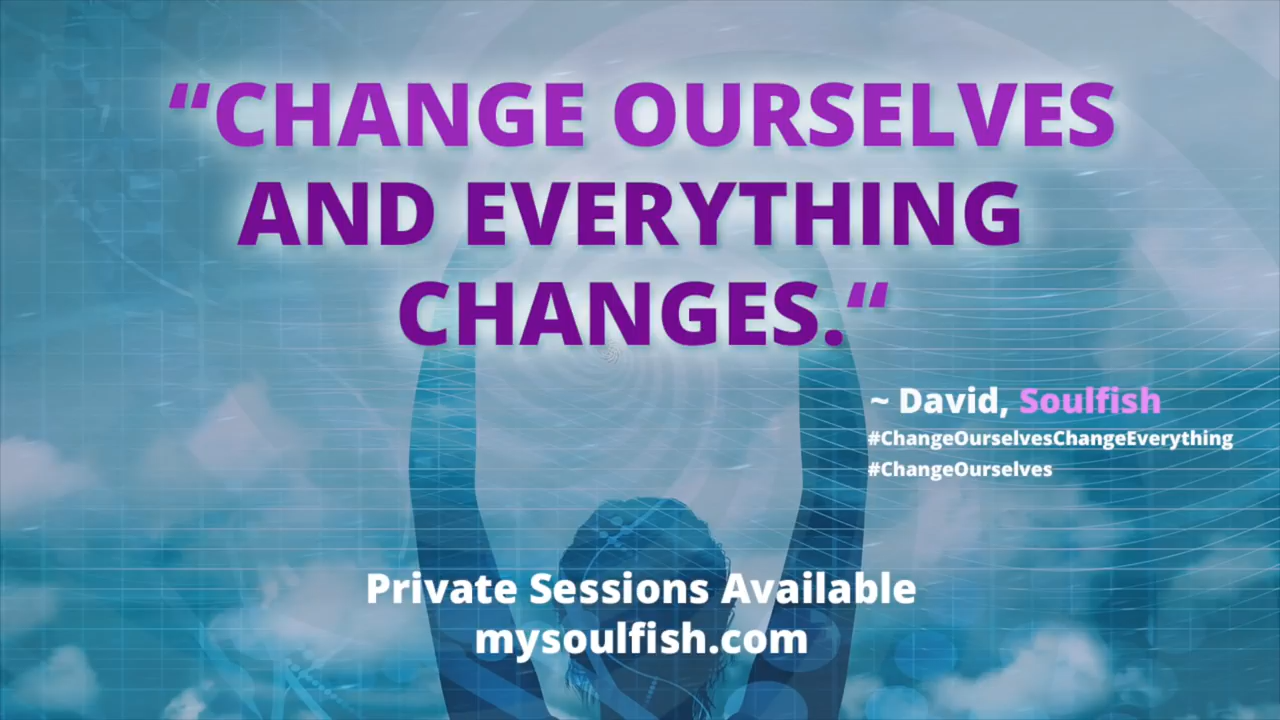 “CHANGE OURSELVES
AND EVERYTHING
CHANGES.“
~ David, Soulfish
#ChangeOurselvesChangeEverything
#ChangeOurselves
Private Sessions Available
mysoulfish.com